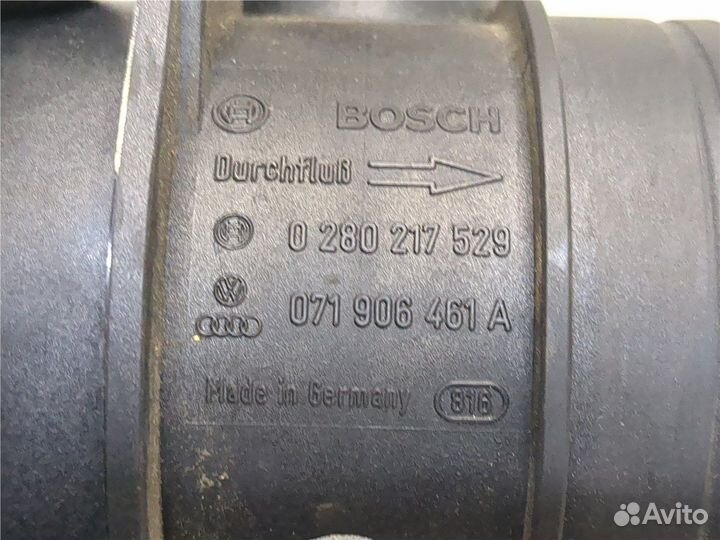 BOSCH
Durchfluß
0 280 217 529
071 906 461 A
Made in Germany 816
Avito